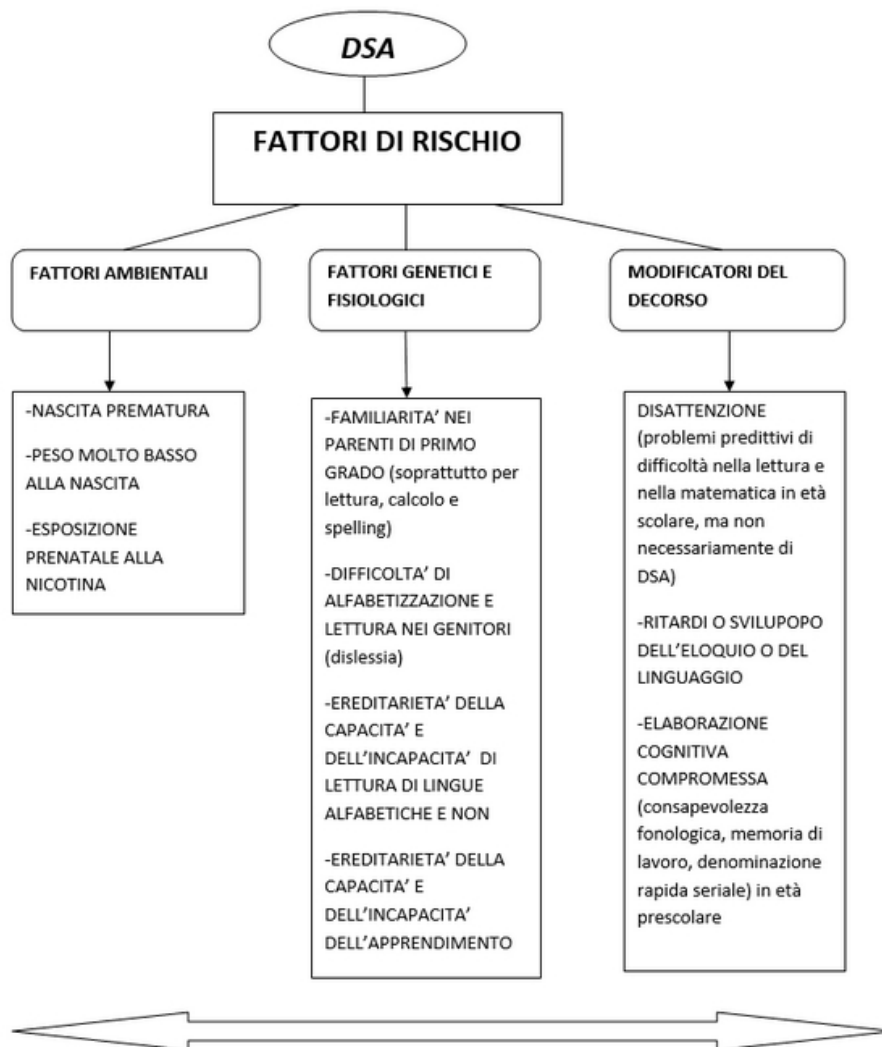 DSA
FATTORI DI RISCHIO
FATTORI AMBIENTALI
-NASCITA PREMATURA
-PESO MOLTO BASSO
ALLA NASCITA
-ESPOSIZIONE
PRENATALE ALLA
NICOTINA
FATTORI GENETICI E
FISIOLOGICI
-FAMILIARITA’ NEI
PARENTI DI PRIMO
GRADO (soprattutto per
lettura, calcolo e
spelling)
-DIFFICOLTA’ DI
ALFABETIZZAZIONE E
LETTURA NEI GENITORI
(dislessia)
-EREDITARIETA’ DELLA
CAPACITA’ E
DELL’INCAPACITA’ DI
LETTURA DI LINGUE
ALFABETICHE E NON
-EREDITARIETA’ DELLA
CAPACITA’ E
DELL’INCAPACITA’
DELL’APPRENDIMENTO
MODIFICATORI DEL
DECORSO
DISATTENZIONE
(problemi predittivi di
difficoltà nella lettura e
nella matematica in età
scolare, ma non
necessariamente di
DSA)
-RITARDI O SVILUPOPO
DELL’ELOQUIO O DEL
LINGUAGGIO
-ELABORAZIONE
COGNITIVA
COMPROMESSA
(consapevolezza
fonologica, memoria di
lavoro, denominazione
rapida seriale) in età
prescolare